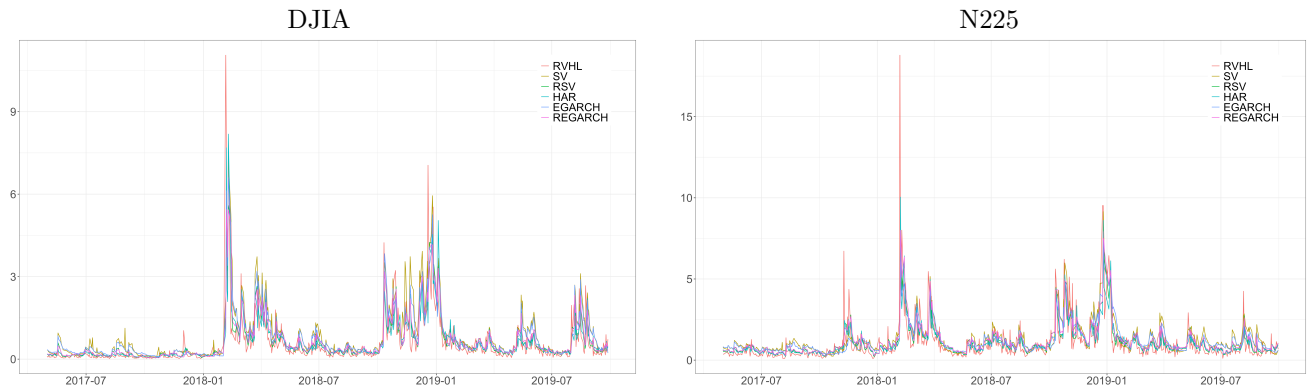 DJIA
RVHL
SV
RSV
HAR
EGARCH
REGARCH
9
6
3
0
2017-07
2018-01
2018-07
2019-01
2019-07
N225
RVHL
SV
RSV
HAR
EGARCH
REGARCH
15
10
5
0
2017-07
2018-01
2018-07
2019-01
2019-07